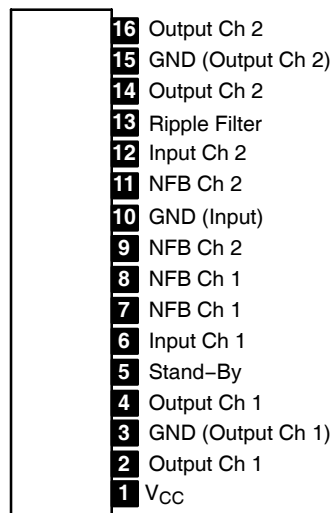 16 Output Ch 2
15 GND (Output Ch 2)
14 Output Ch 2
13 Ripple Filter
12 Input Ch 2
11 NFB Ch 2
10 GND (Input)
9 NFB Ch 2
8 NFB Ch 1
7 NFB Ch 1
6 Input Ch 1
5 Stand−By
4 Output Ch 1
3 GND (Output Ch 1)
2 Output Ch 1
1 VCC